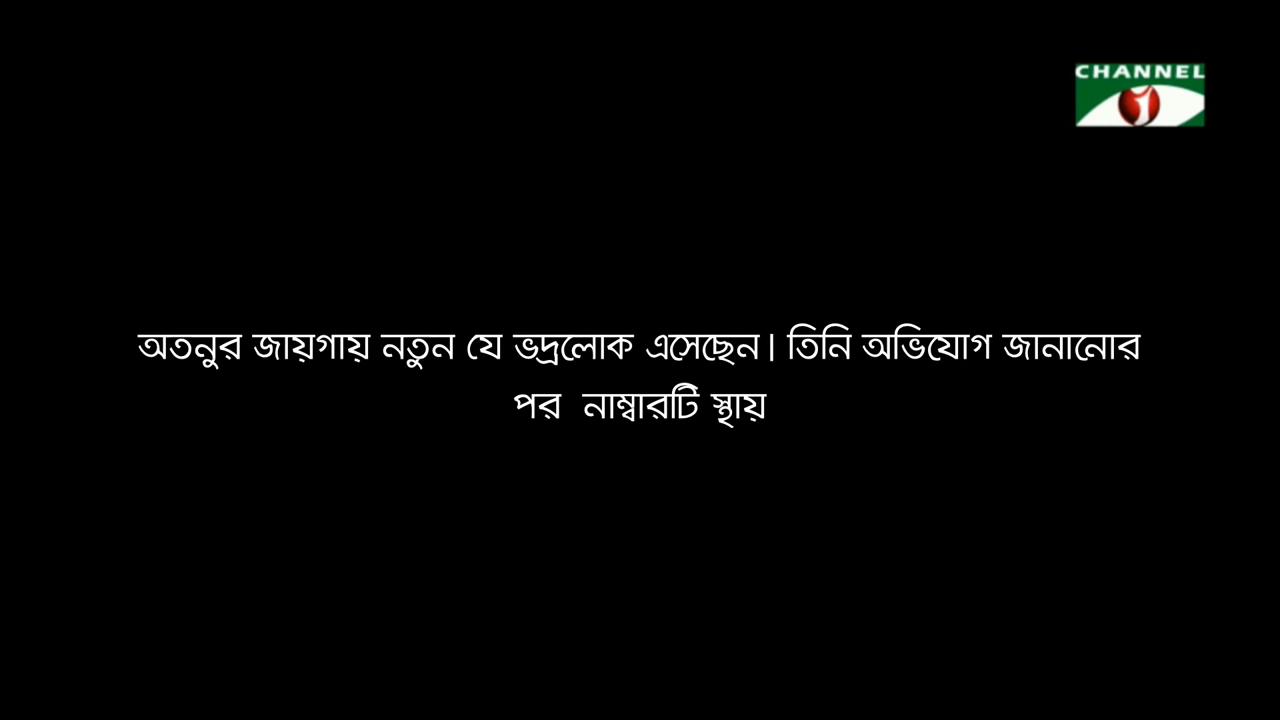 CHANNEL
i
অতনুর জায়গায় নতুন যে ভদ্রলোক এসেছেন। তিনি অভিযোগ জানানোর
পর  নাম্বারটি স্থায়